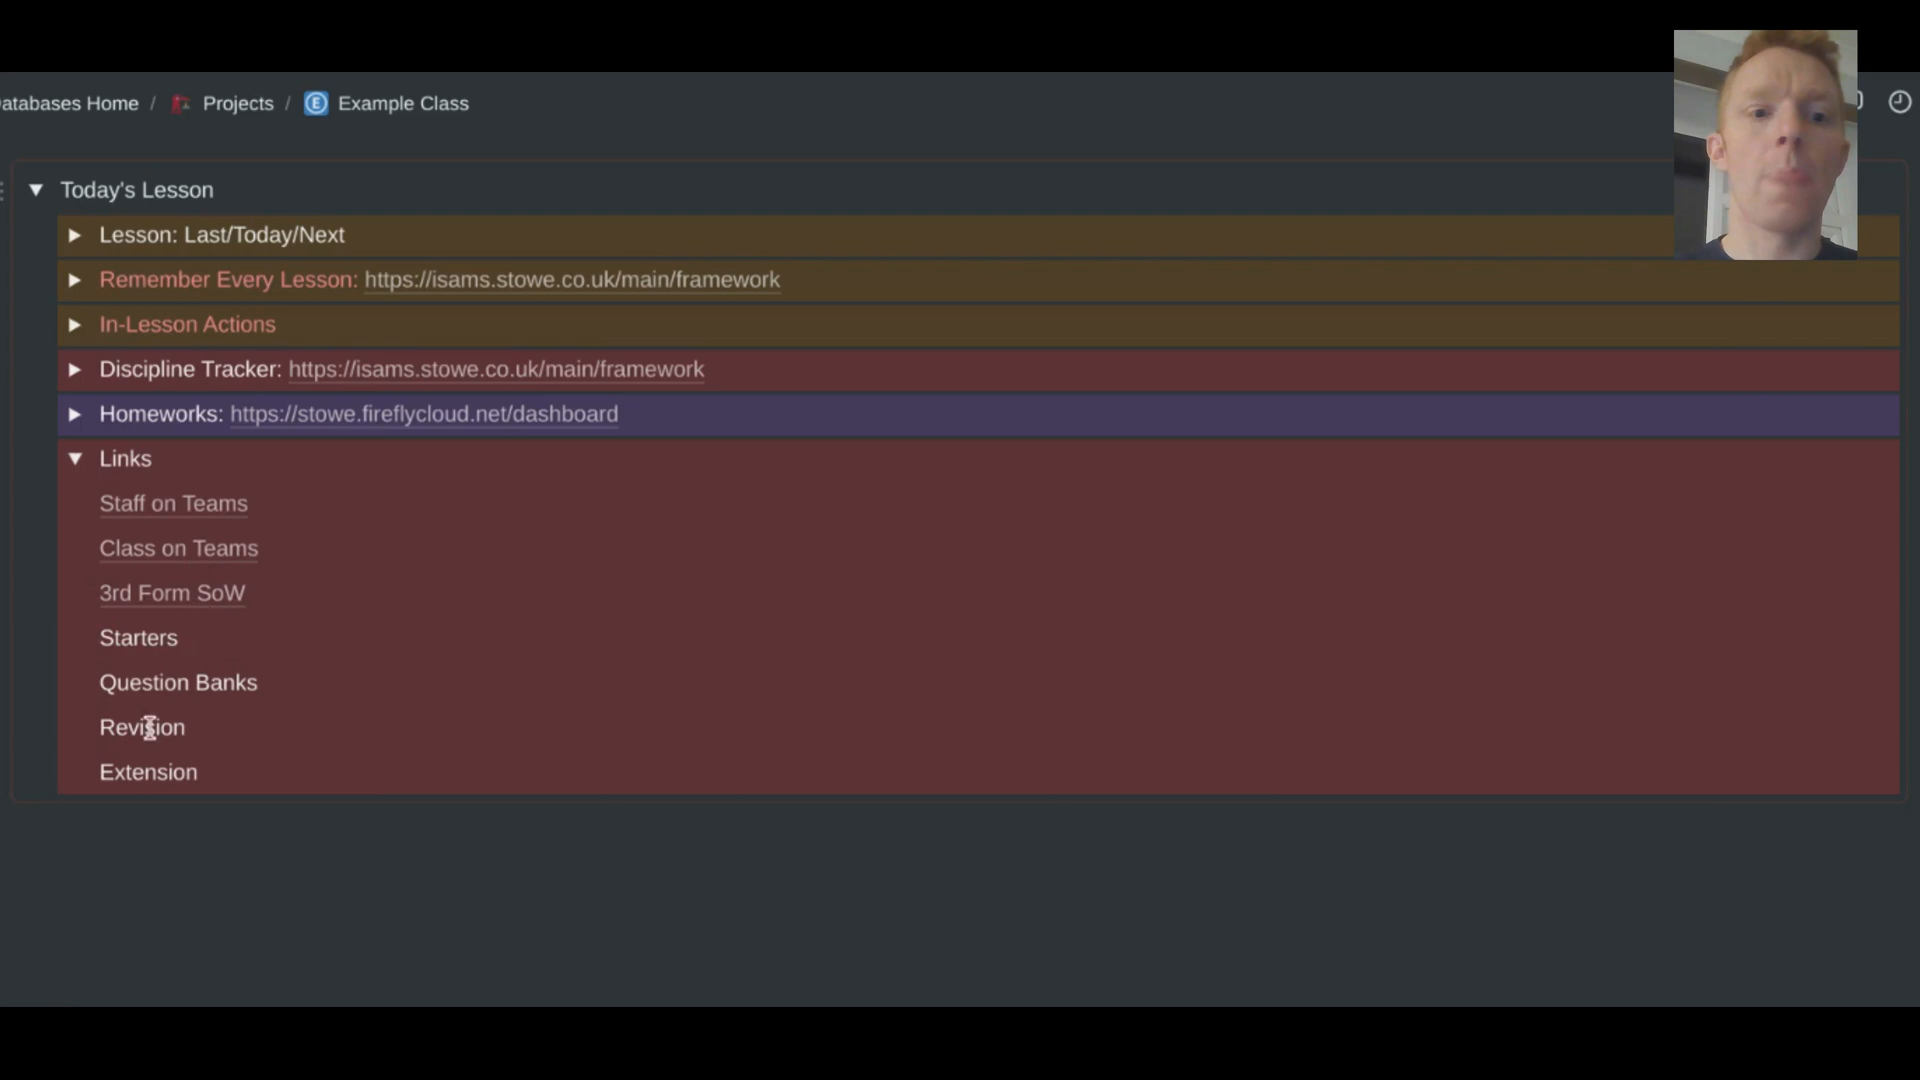 atabases Home / Projects / Example Class
Today's Lesson
Lesson: Last/Today/Next
Remember Every Lesson: https://isams.stowe.co.uk/main/framework
In-Lesson Actions
Discipline Tracker: https://isams.stowe.co.uk/main/framework
Homeworks: https://stowe.fireflycloud.net/dashboard
Links
Staff on Teams
Class on Teams
3rd Form SoW
Starters
Question Banks
Revision
Extension